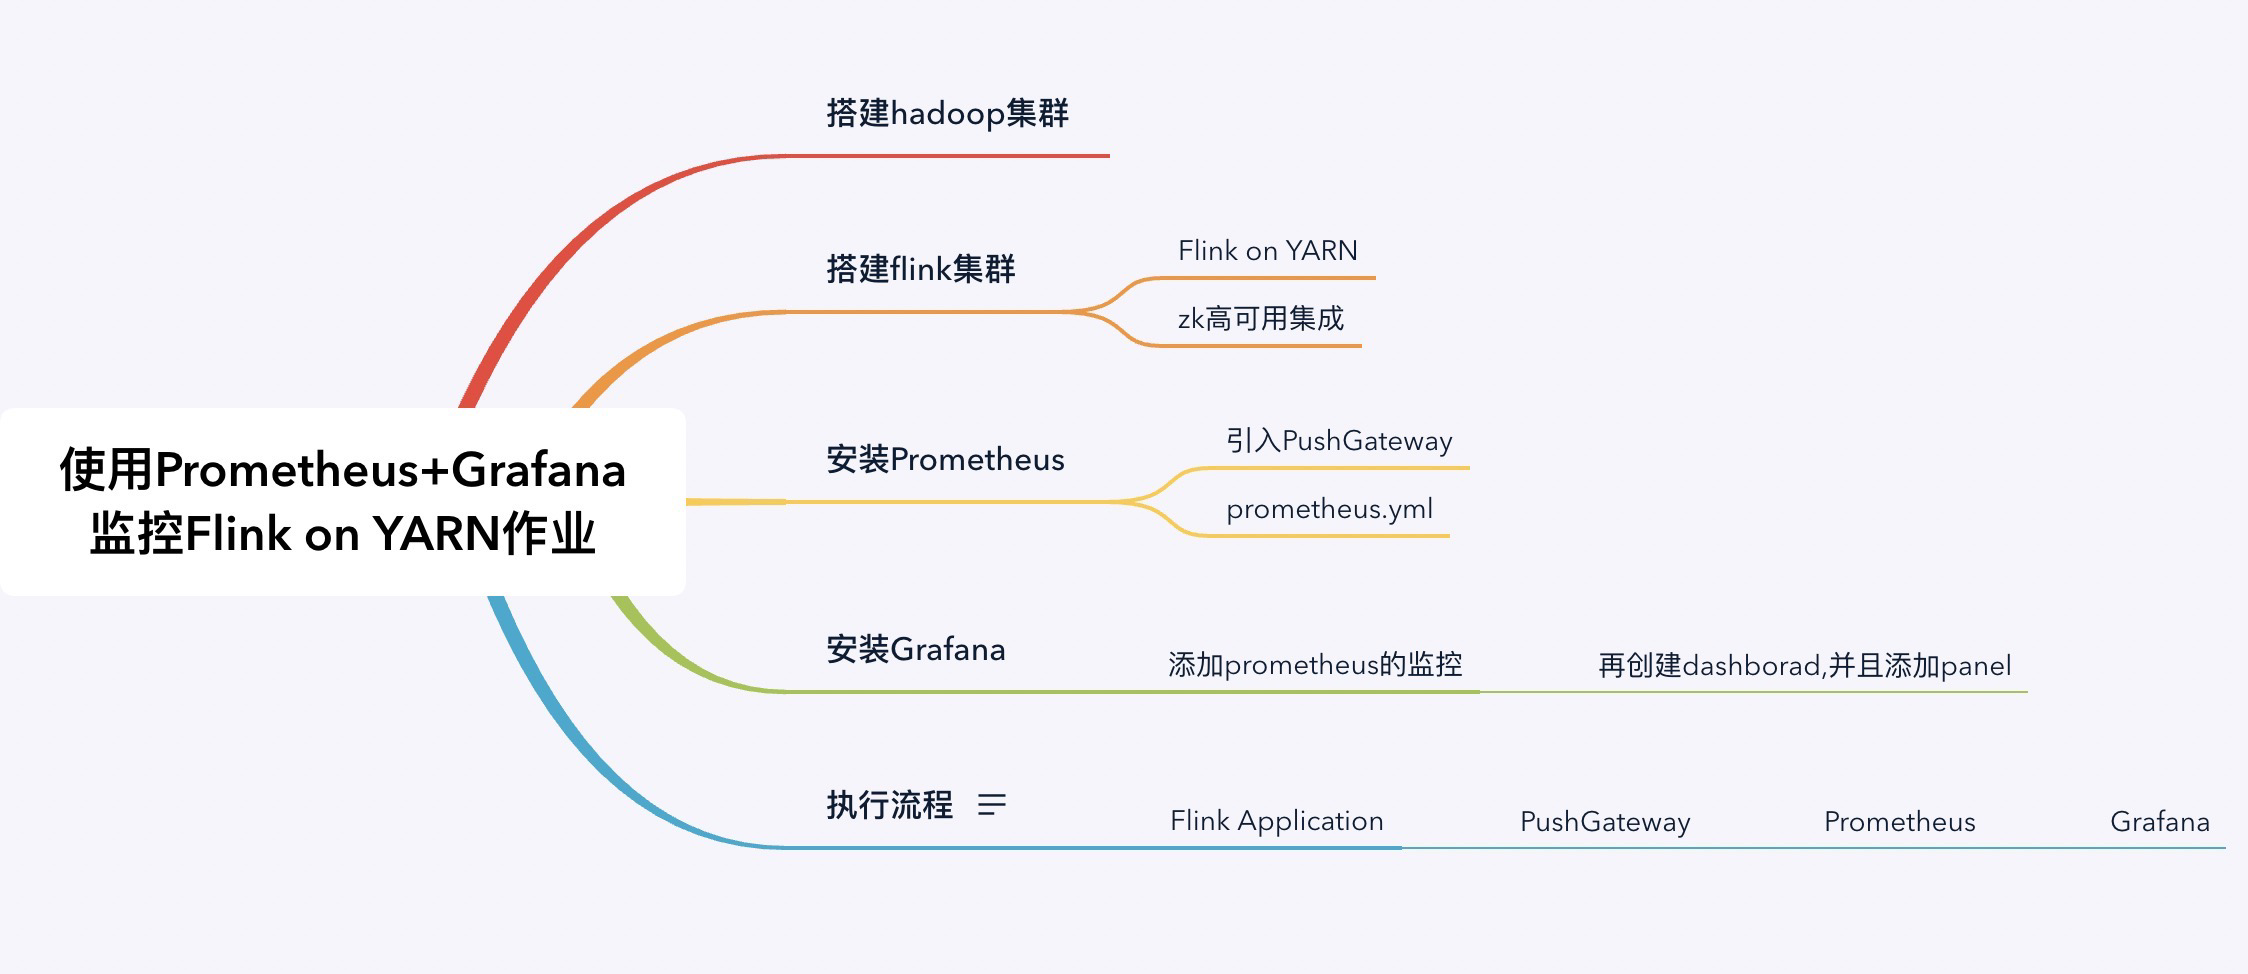 使用Prometheus+Grafana
监控Flink on YARN作业
搭建hadoop集群
搭建flink集群
Flink on YARN
zk高可用集成
安装Prometheus
引入PushGateway
prometheus.yml
安装Grafana
添加prometheus的监控
再创建dashborad,并且添加panel
执行流程
Flink Application
PushGateway
Prometheus
Grafana